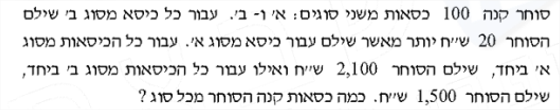 סוחר קנה 100 כסאות משני סוגים: א׳ ו- ב׳. עבור כל כיסא מסוג ב׳ שילם
הסוחר 20 ש״ח יותר מאשר שילם עבור כיסא מסוג א׳. עבור כל הכיסאות מסוג
א׳ ביחד, שילם הסוחר 2,100 ש״ח ואילו עבור כל הכסאות מסוג ב׳ ביחד,
שילם הסוחר 1,500 ש״ח. כמה כסאות קנה הסוחר מכל סוג?